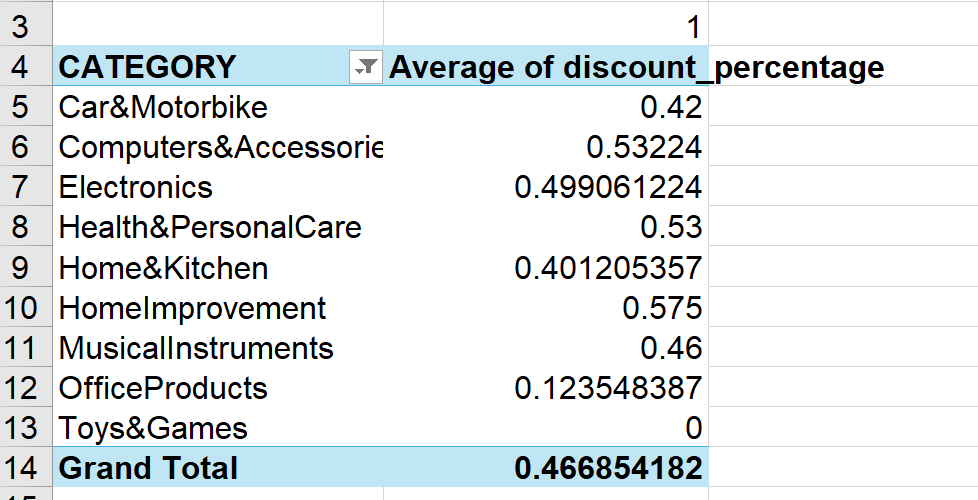 3 1
4 CATEGORY Average of discount_percentage
5 Car&Motorbike 0.42
6 Computers&Accessorie 0.53224
7 Electronics 0.499061224
8 Health&PersonalCare 0.53
9 Home&Kitchen 0.401205357
10 HomeImprovement 0.575
11 MusicalInstruments 0.46
12 OfficeProducts 0.123548387
13 Toys&Games 0
14 Grand Total 0.466854182